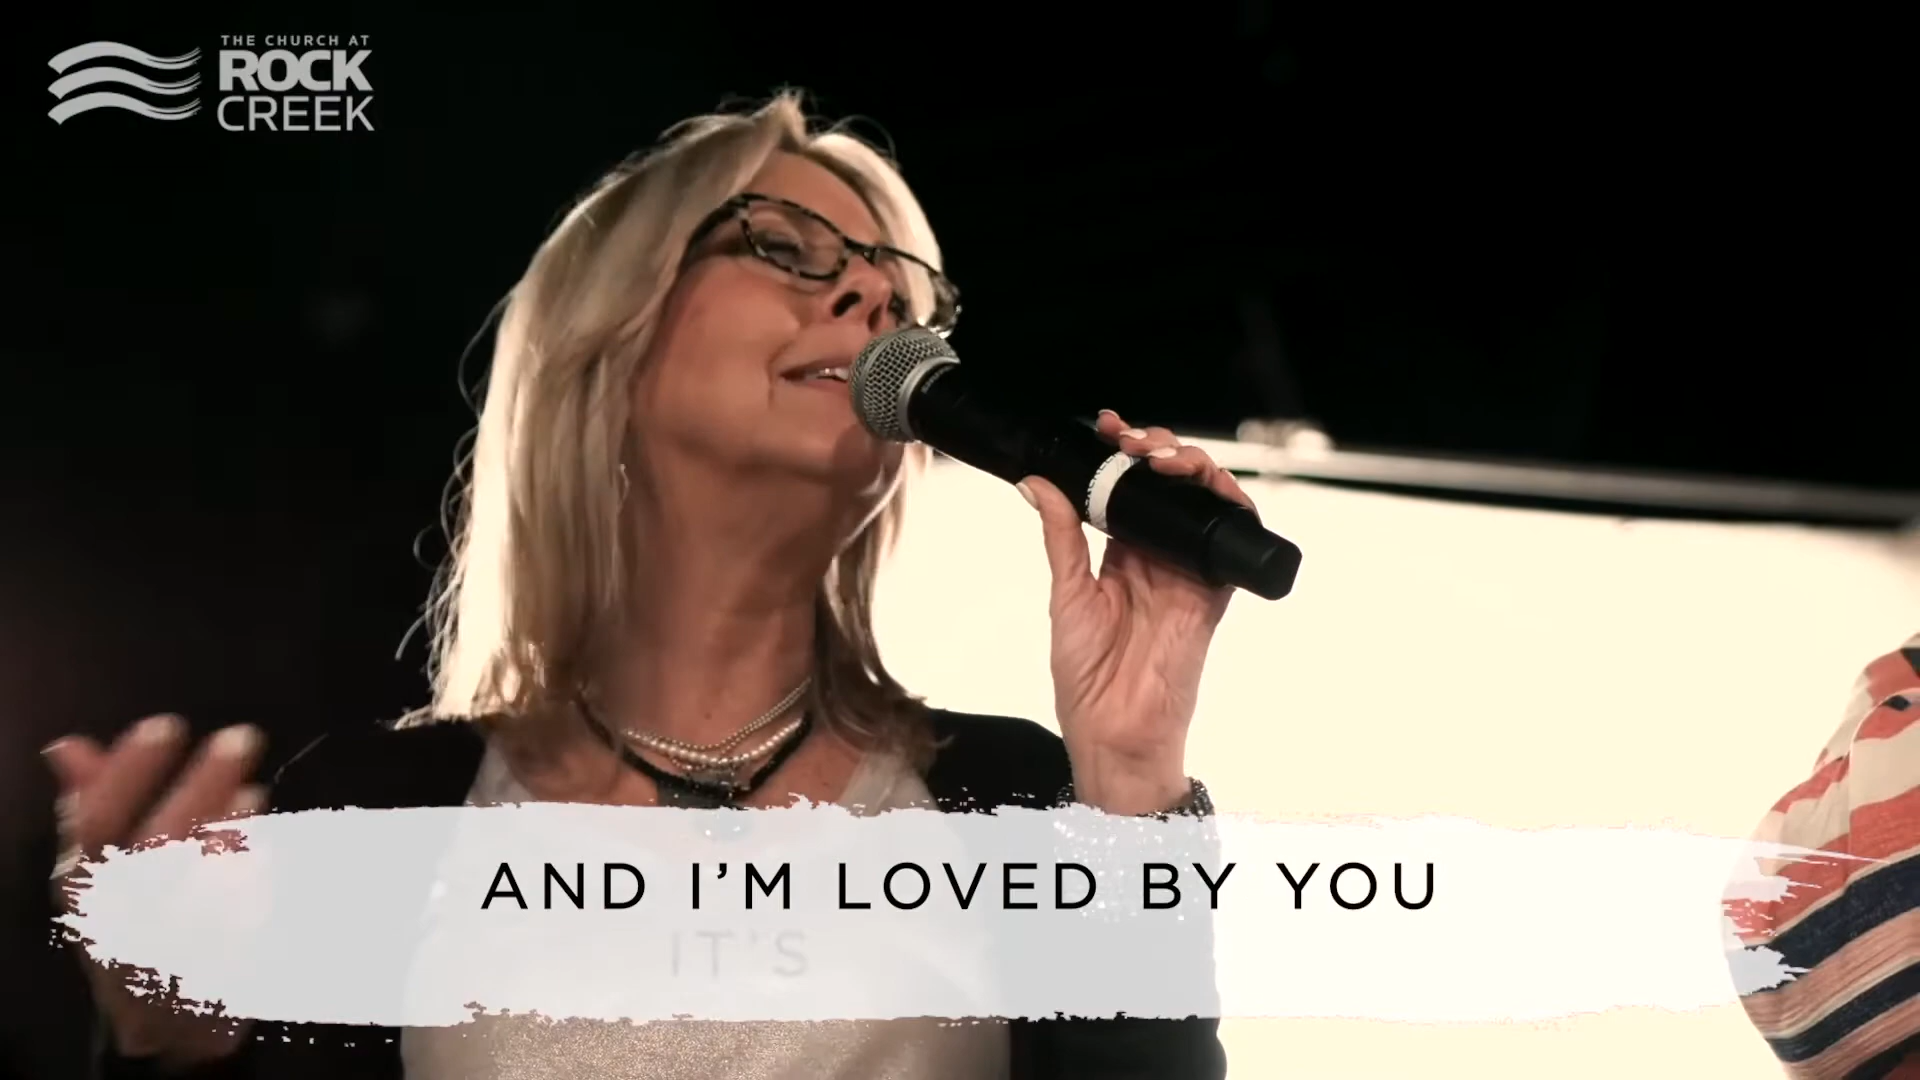 THE CHURCH AT
ROCK
CREEK
AND I'M LOVED BY YOU
IT'S